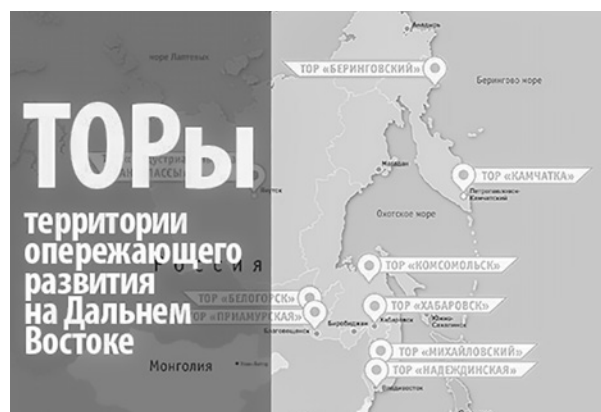 Анадырь
море Лаптевых
ТОР «БЕРИНГОВСКИЙ»
Берингово море
ТОРы
Якутск
Магадан
ТОР «КАМЧАТКА»
Петропавловск-
Камчатский
территории
опережающего
развития
на Дальнем
Востоке
Охотское море
РОССИЯ
ТОР «КОМСОМОЛЬСК»
ТОР «БЕЛОГОРСК»
ТОР «ХАБАРОВСК»
ТОР «ПРИАМУРСКАЯ»
Благовещенск
Биробиджан
Хабаровск
Южно-
Сахалинск
ТОР «МИХАЙЛОВСКИЙ»
Монголия
ТОР «НАДЕЖДИНСКАЯ»
Владивосток